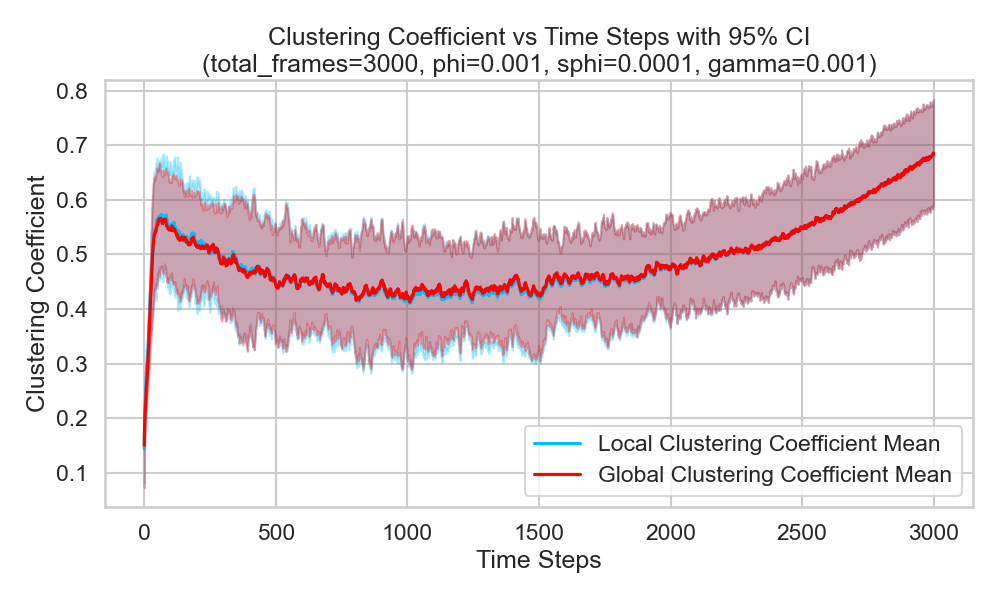 Clustering Coefficient vs Time Steps with 95% CI
(total_frames=3000, phi=0.001, sphi=0.0001, gamma=0.001)
Clustering Coefficient
0.8
0.7
0.6
0.5
0.4
0.3
0.2
0.1
Local Clustering Coefficient Mean
Global Clustering Coefficient Mean
0 500 1000 1500 2000 2500 3000
Time Steps